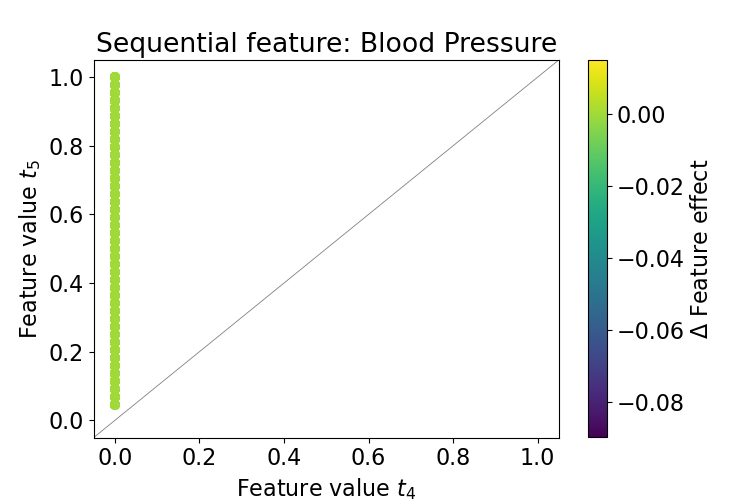 Sequential feature: Blood Pressure
1.0
0.8
0.6
0.4
0.2
0.0
Feature value t₅
0.0 0.2 0.4 0.6 0.8 1.0
Feature value t₄
0.00
−0.02
−0.04
−0.06
−0.08
Δ Feature effect